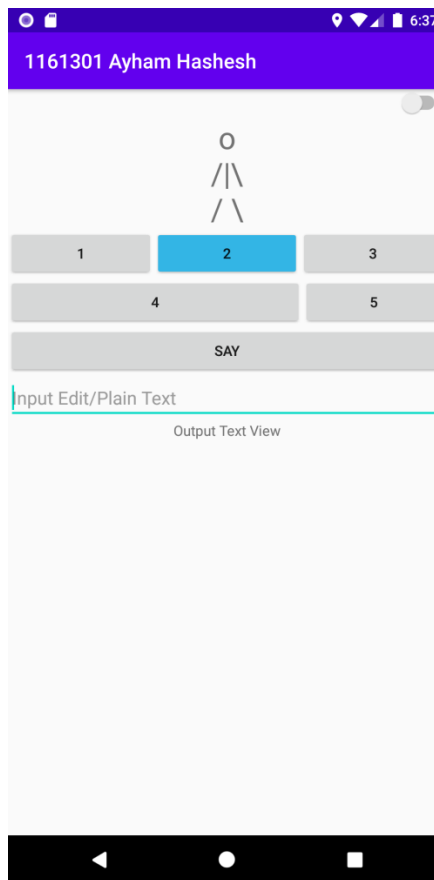 6:37
1161301 Ayham Hashesh
O
/|\
/ \
1 2 3
4 5
SAY
Input Edit/Plain Text
Output Text View